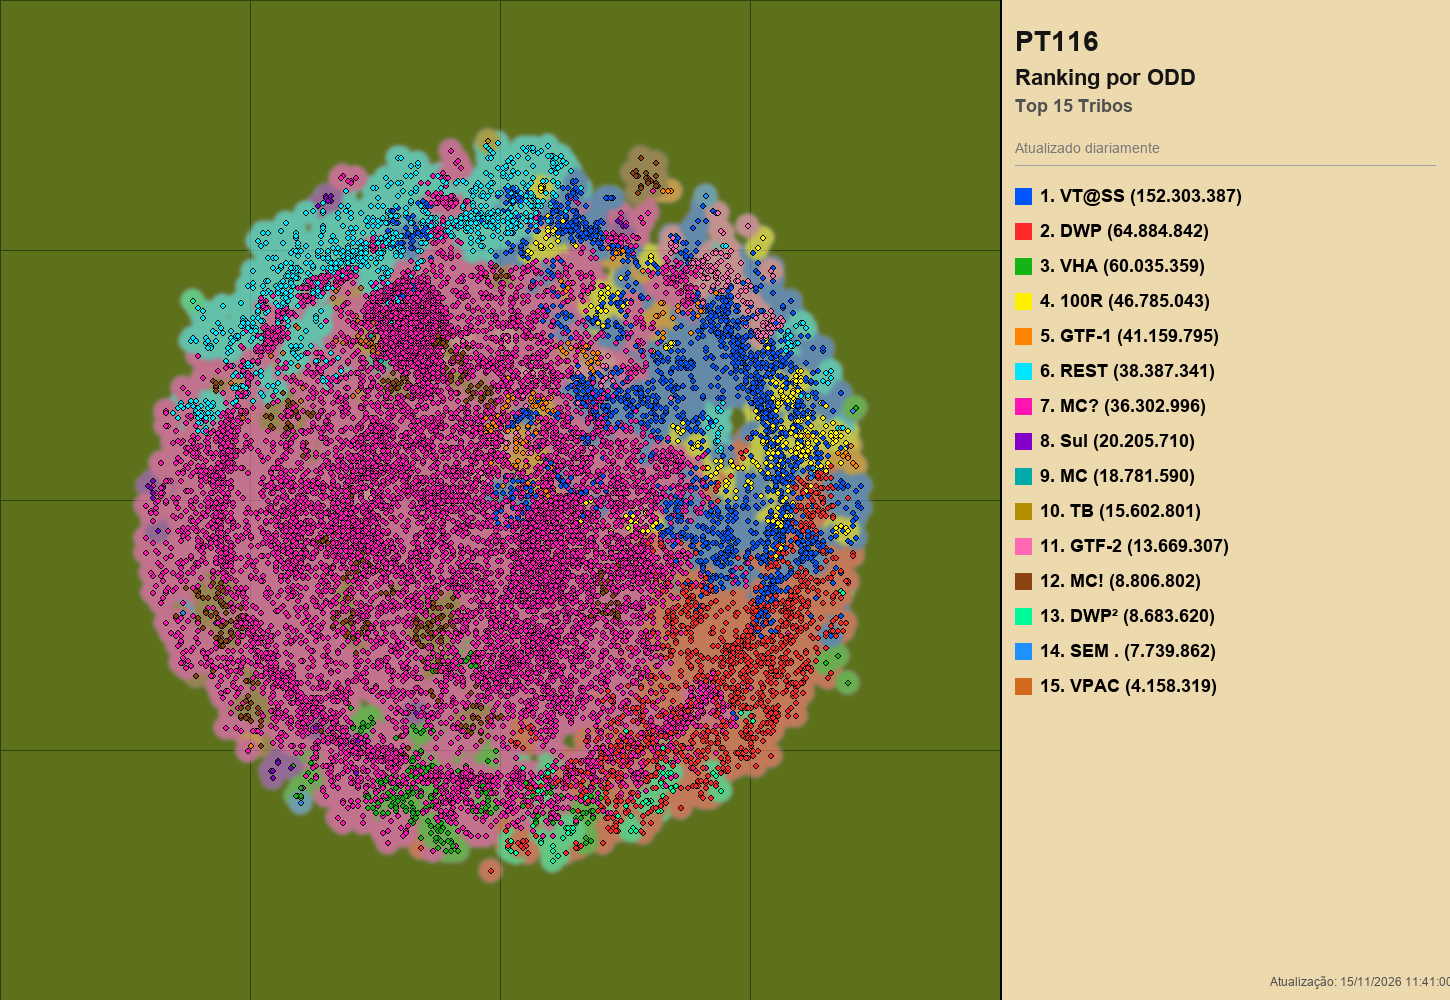 PT116
Ranking por ODD
Top 15 Tribos
Atualizado diariamente
1. VT@SS (152.303.387)
2. DWP (64.884.842)
3. VHA (60.035.359)
4. 100R (46.785.043)
5. GTF-1 (41.159.795)
6. REST (38.387.341)
7. MC? (36.302.996)
8. Sul (20.205.710)
9. MC (18.781.590)
10. TB (15.602.801)
11. GTF-2 (13.669.307)
12. MC! (8.806.802)
13. DWP² (8.683.620)
14. SEM . (7.739.862)
15. VPAC (4.158.319)
Atualização: 15/11/2026 11:41:00